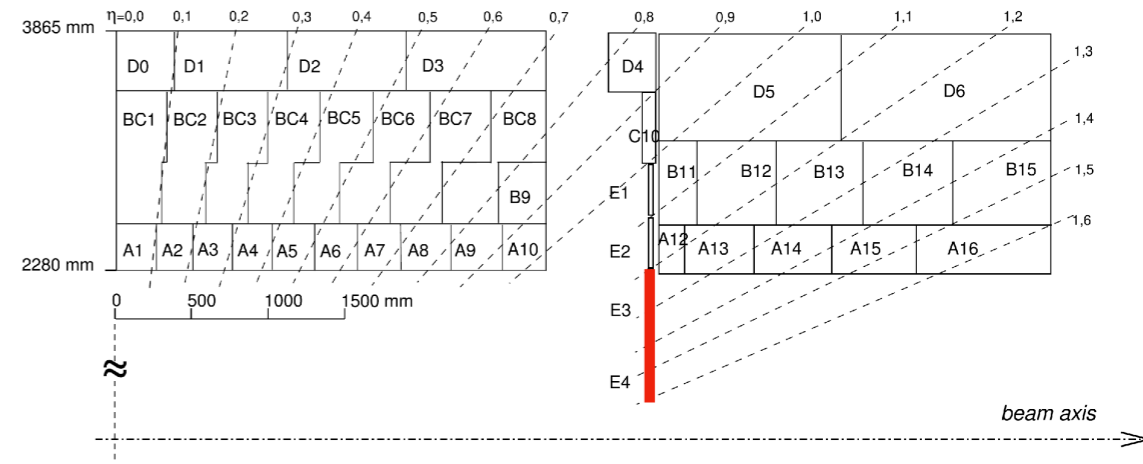 η=0,0 0,1 0,2 0,3 0,4 0,5 0,6 0,7 0,8 0,9 1,0 1,1 1,2
3865 mm
1,3
D0 D1 D2 D3 D4 D5 D6
BC1 BC2 BC3 BC4 BC5 BC6 BC7 BC8 C10
1,4
B9 E1 B11 B12 B13 B14 B15
1,5
1,6
A1 A2 A3 A4 A5 A6 A7 A8 A9 A10 E2 A12 A13 A14 A15 A16
2280 mm
0 500 1000 1500 mm
E3
E4
beam axis